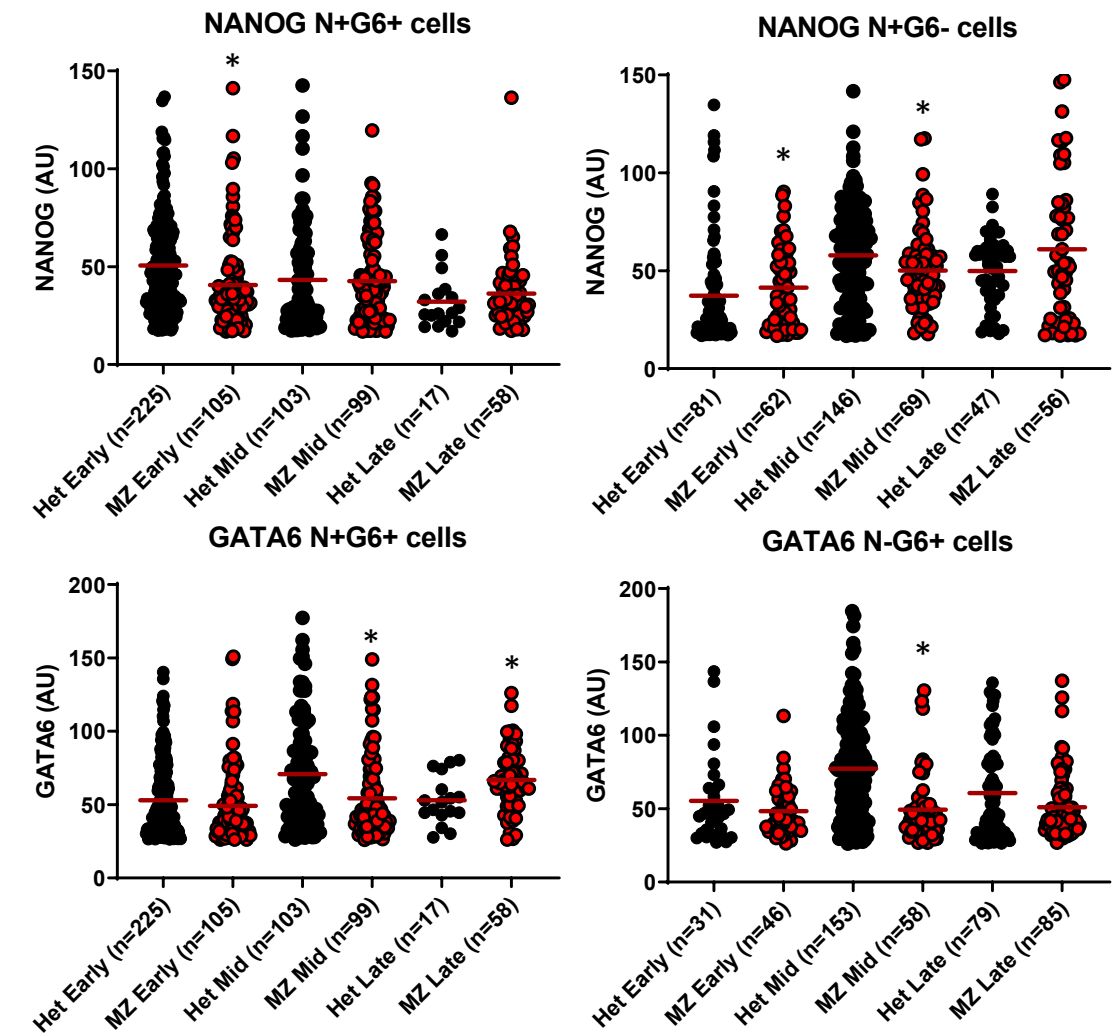 NANOG N+G6+ cells
*
NANOG (AU)
150
100
50
0
Het Early (n=225)
MZ Early (n=105)
Het Mid (n=103)
MZ Mid (n=99)
Het Late (n=17)
MZ Late (n=58)
NANOG N+G6- cells
*
*
NANOG (AU)
150
100
50
0
Het Early (n=81)
MZ Early (n=62)
Het Mid (n=146)
MZ Mid (n=69)
Het Late (n=47)
MZ Late (n=56)
GATA6 N+G6+ cells
*
*
GATA6 (AU)
200
150
100
50
0
Het Early (n=225)
MZ Early (n=105)
Het Mid (n=103)
MZ Mid (n=99)
Het Late (n=17)
MZ Late (n=58)
GATA6 N-G6+ cells
*
GATA6 (AU)
200
150
100
50
0
Het Early (n=31)
MZ Early (n=46)
Het Mid (n=153)
MZ Mid (n=58)
Het Late (n=79)
MZ Late (n=85)